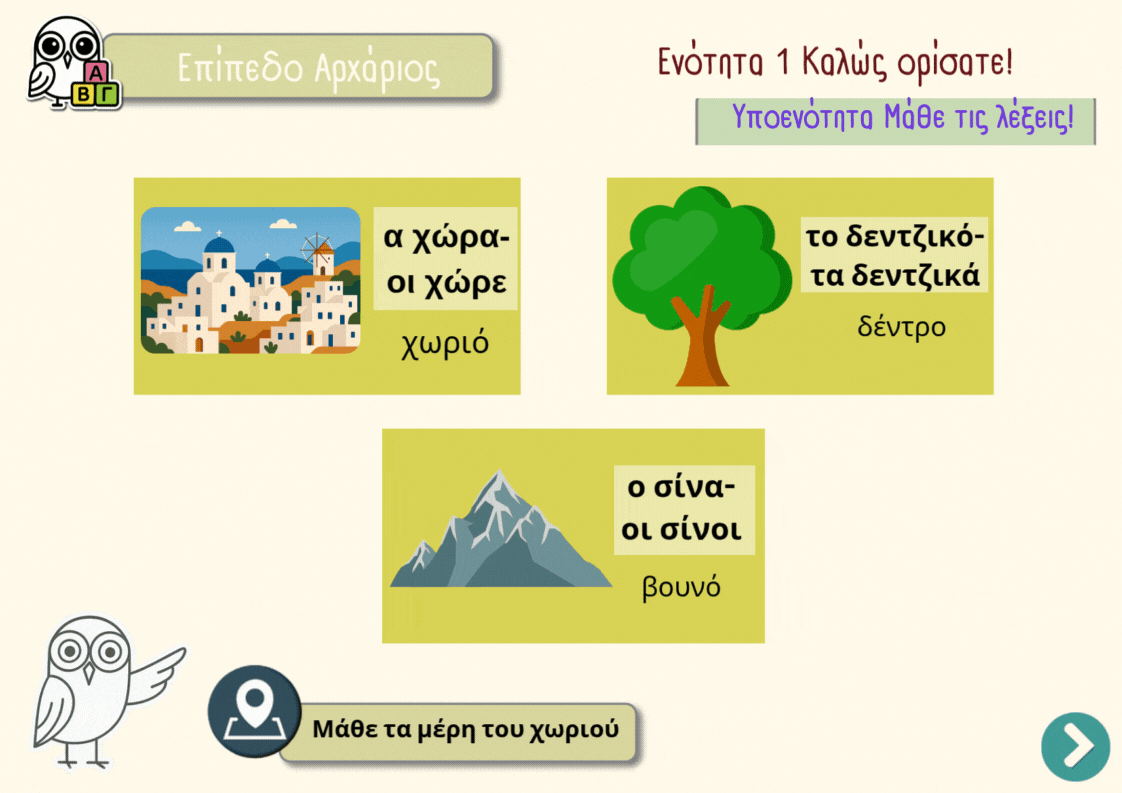 Επίπεδο Αρχάριος
Α
Β Γ
Ενότητα 1 Καλώς ορίσατε!
Υποενότητα Μάθε τις λέξεις!
α χώρα-
οι χώρε
χωριό
το δεντζικό-
τα δεντζικά
δέντρο
ο σίνα-
οι σίνοι
βουνό
Μάθε τα μέρη του χωριού